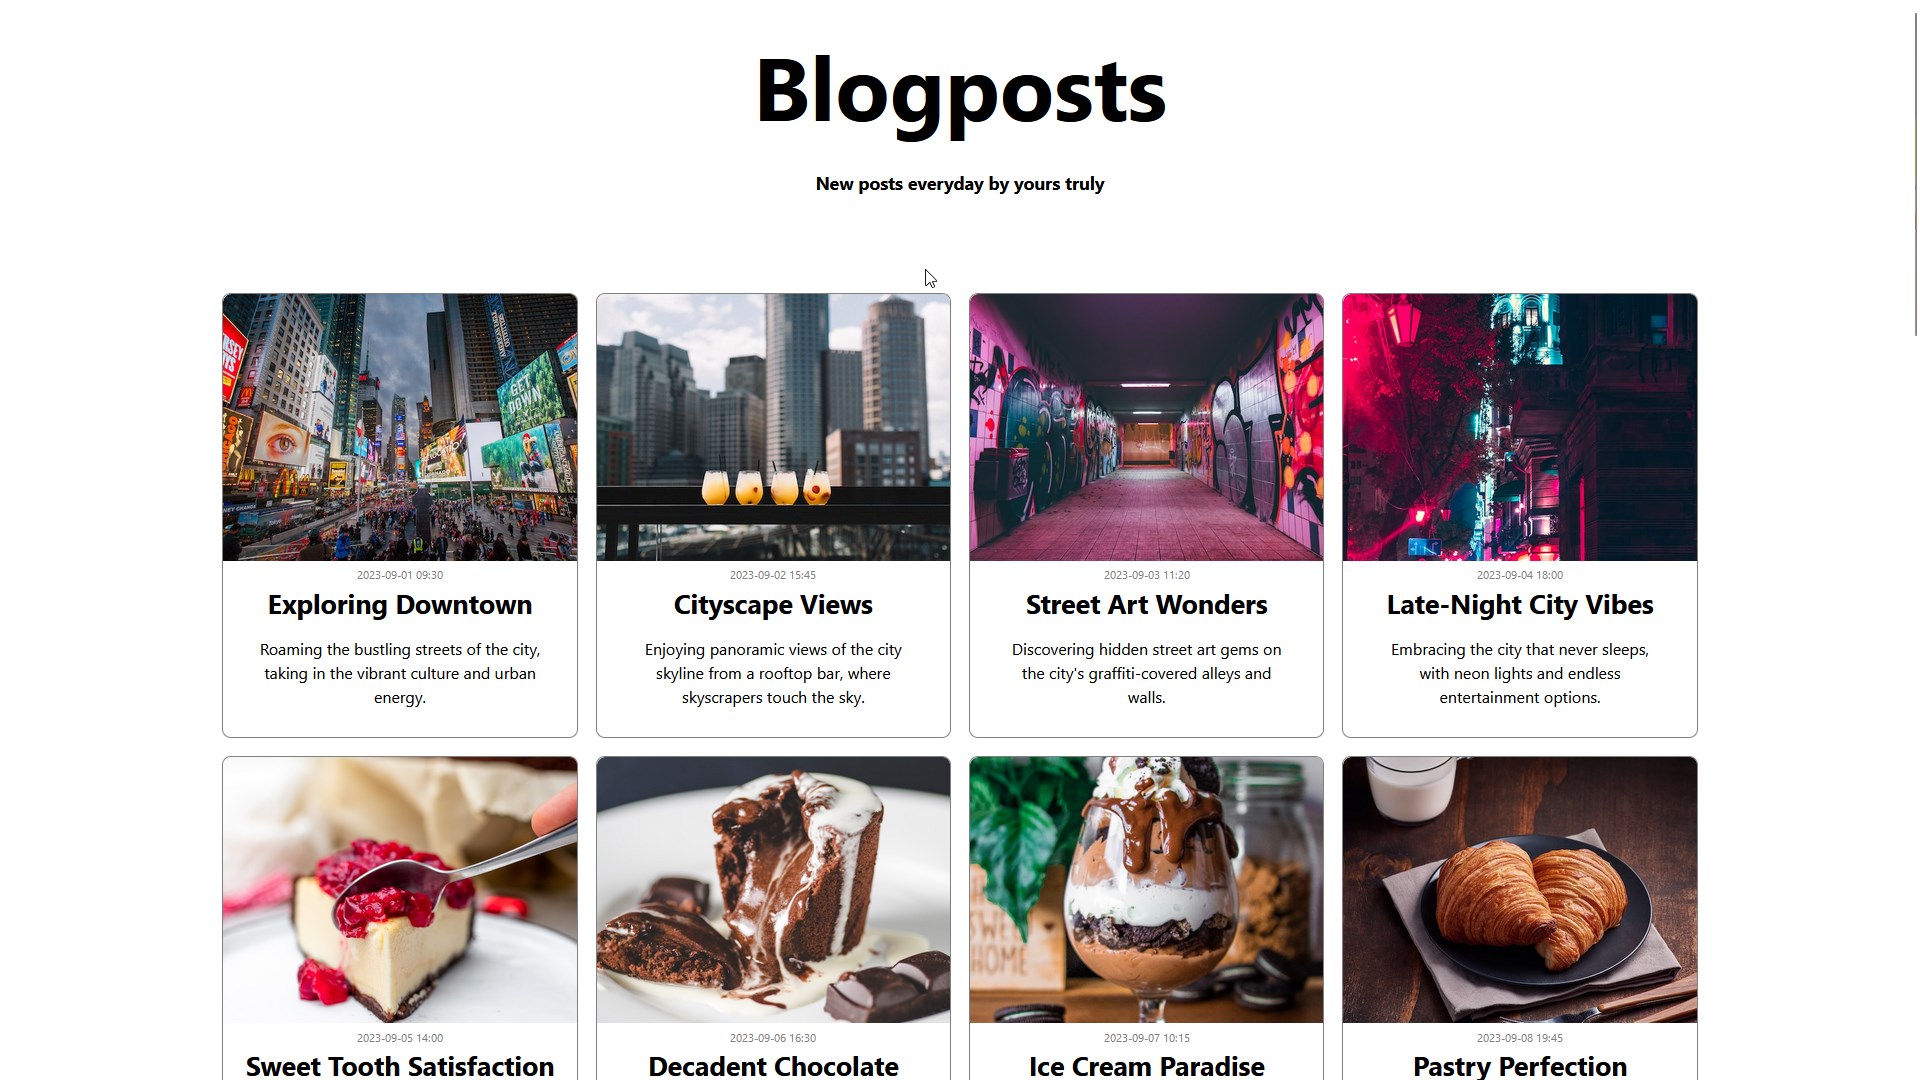 Blogposts
New posts everyday by yours truly
GET
DOWN
2023-09-01 09:30
Exploring Downtown
Roaming the bustling streets of the city,
taking in the vibrant culture and urban
energy.
2023-09-02 15:45
Cityscape Views
Enjoying panoramic views of the city
skyline from a rooftop bar, where
skyscrapers touch the sky.
2023-09-03 11:20
Street Art Wonders
Discovering hidden street art gems on
the city's graffiti-covered alleys and
walls.
2023-09-04 18:00
Late-Night City Vibes
Embracing the city that never sleeps,
with neon lights and endless
entertainment options.
2023-09-05 14:00
Sweet Tooth Satisfaction
2023-09-06 16:30
Decadent Chocolate
HOME
2023-09-07 10:15
Ice Cream Paradise
2023-09-08 19:45
Pastry Perfection